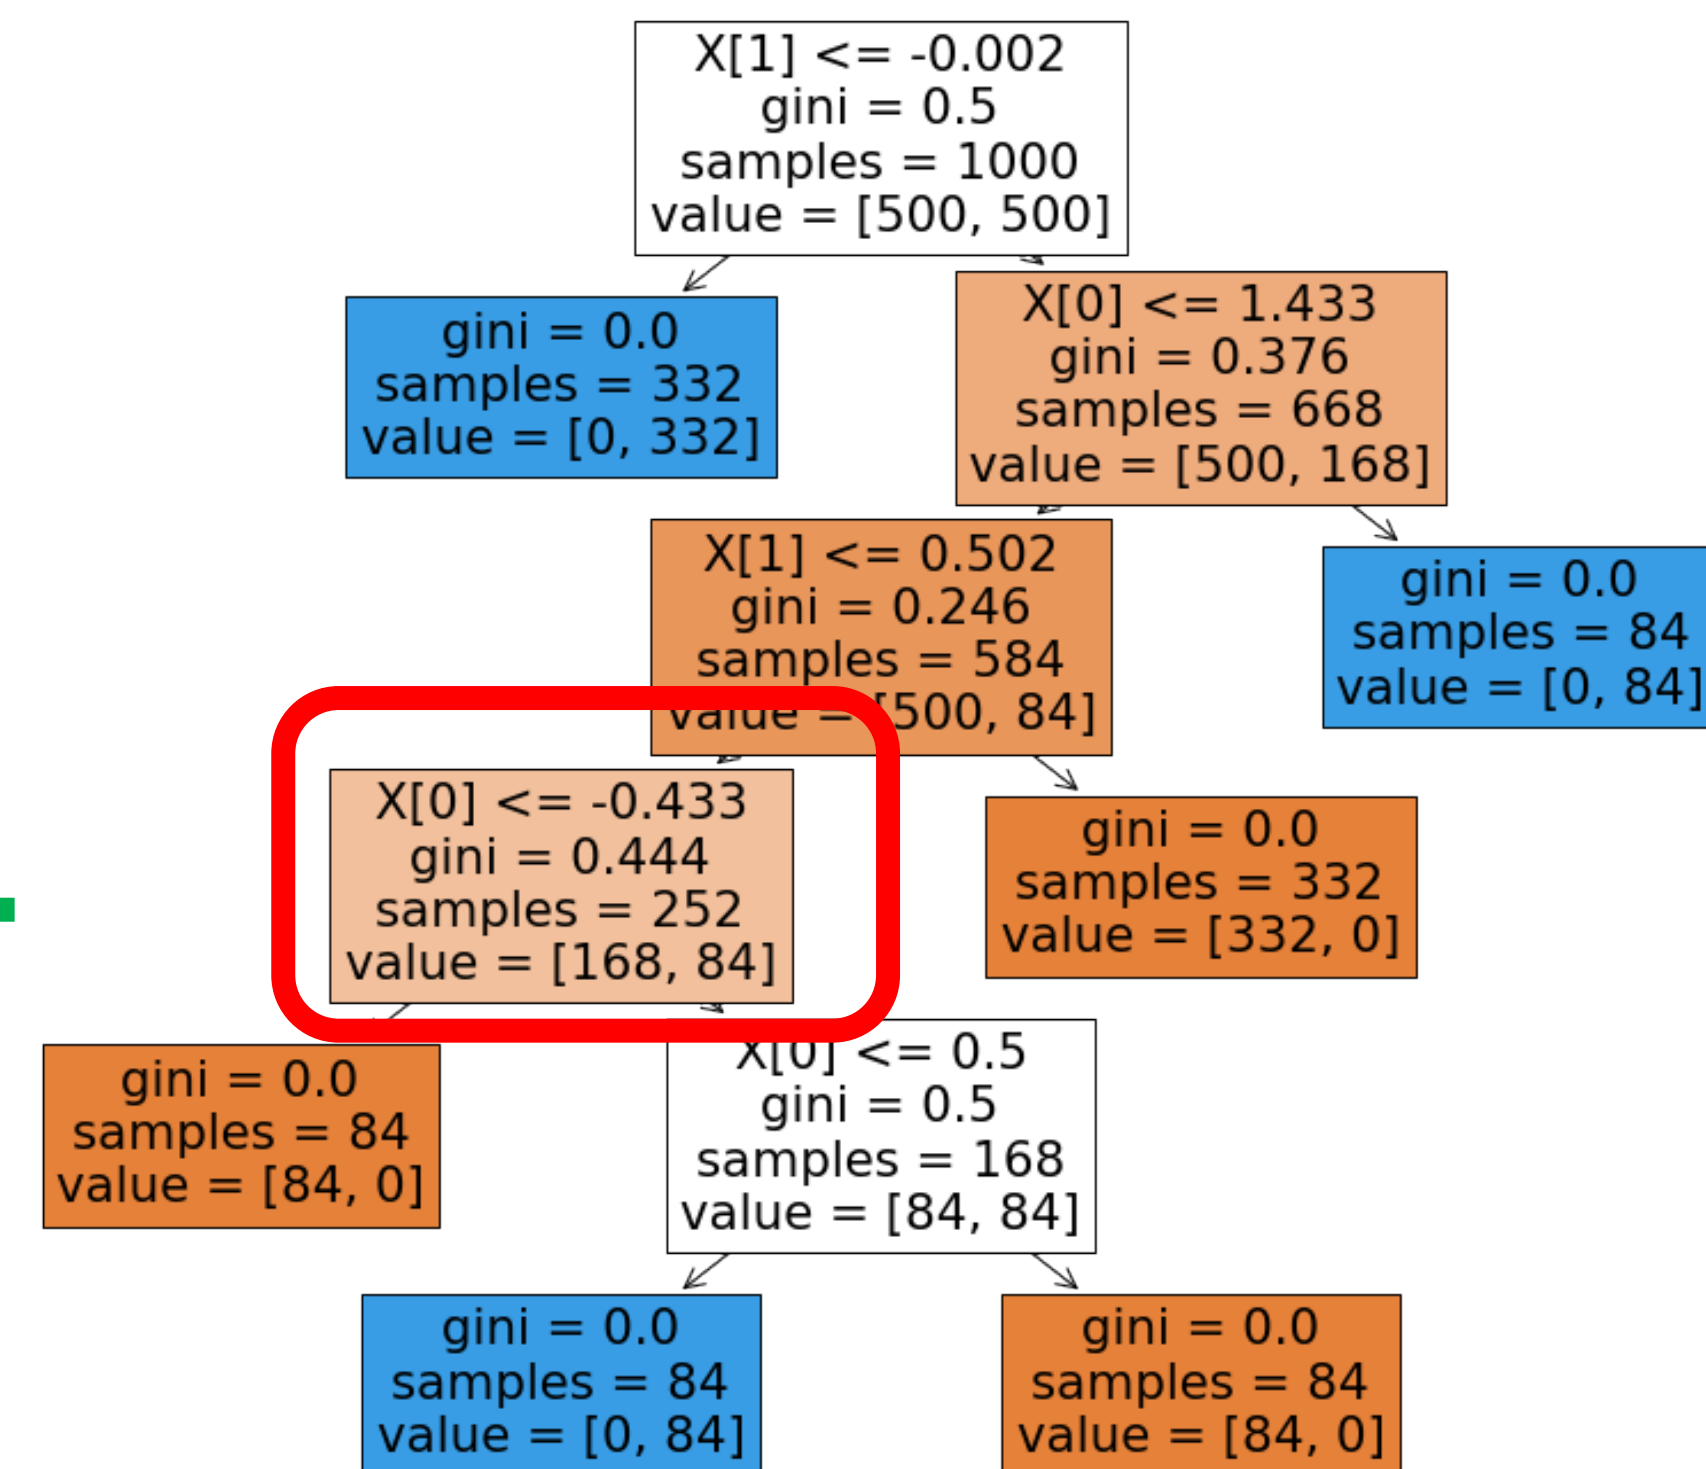 X[1] <= -0.002
gini = 0.5
samples = 1000
value = [500, 500]
gini = 0.0
samples = 332
value = [0, 332]
X[0] <= 1.433
gini = 0.376
samples = 668
value = [500, 168]
X[1] <= 0.502
gini = 0.246
samples = 584
value = [500, 84]
gini = 0.0
samples = 84
value = [0, 84]
X[0] <= -0.433
gini = 0.444
samples = 252
value = [168, 84]
gini = 0.0
samples = 332
value = [332, 0]
gini = 0.0
samples = 84
value = [84, 0]
X[0] <= 0.5
gini = 0.5
samples = 168
value = [84, 84]
gini = 0.0
samples = 84
value = [0, 84]
gini = 0.0
samples = 84
value = [84, 0]